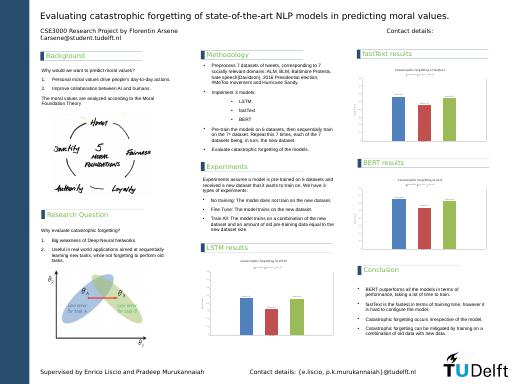 Evaluating catastrophic forgetting of state-of-the-art NLP models in predicting moral values.
CSE3000 Research Project by Florentin Arsene
f.arsene@student.tudelft.nl
Contact details:
Background
Why would we want to predict moral values?
1. Personal moral values drive people's day-to-day actions.
2. Improve collaboration between AI and humans.
The moral values are analyzed according to the Moral
Foundation Theory.
Harm
Fairness
Loyalty
Authority
Sanctity
5
MORAL
FOUNDATIONS
Research Question
Why evaluate catastrophic forgetting?
1. Big weakness of Deep Neural Networks.
2. Useful in real world applications aimed at sequentially
learning new tasks, while not forgetting to perform old
tasks.
Low error
for task A
Low error
for task B
Methodology
• Preprocess 7 datasets of tweets, corresponding to 7
socially relevant domains: ALM, BLM, Baltimore Protests,
hate speech(Davidson), 2016 Presidential election,
#MeToo movement and Hurricane Sandy.
• Implement 3 models:
• LSTM
• fastText
• BERT
• Pre-train the models on 6 datasets, then sequentially train
on the 7th dataset. Repeat this 7 times, each of the 7
datasets being, in turn, the new dataset.
• Evaluate catastrophic forgetting of the models.
Experiments
Experiments assume a model is pre-trained on 6 datasets and
received a new dataset that it wants to train on. We have 3
types of experiments:
• No training: The model does not train on the new dataset.
• Fine Tune: The model trains on the new dataset.
• Train All: The model trains on a combination of the new
dataset and an amount of old pre-training data equal to the
new dataset size.
LSTM results
Catastrophic forgetting of LSTM
fastText results
Catastrophic forgetting of fastText
BERT results
Catastrophic forgetting of BERT
Conclusion
• BERT outperforms all the models in terms of
performance, taking a lot of time to train.
• fastText is the fastest in terms of training time, however it
is hard to configure the model.
• Catastrophic forgetting occurs irrespective of the model.
• Catastrophic forgetting can be mitigated by training on a
combination of old data with new data.
Supervised by Enrico Liscio and Pradeep Murukannaiah
Contact details: {e.liscio, p.k.murukannaiah}@tudelft.nl
TUDelft